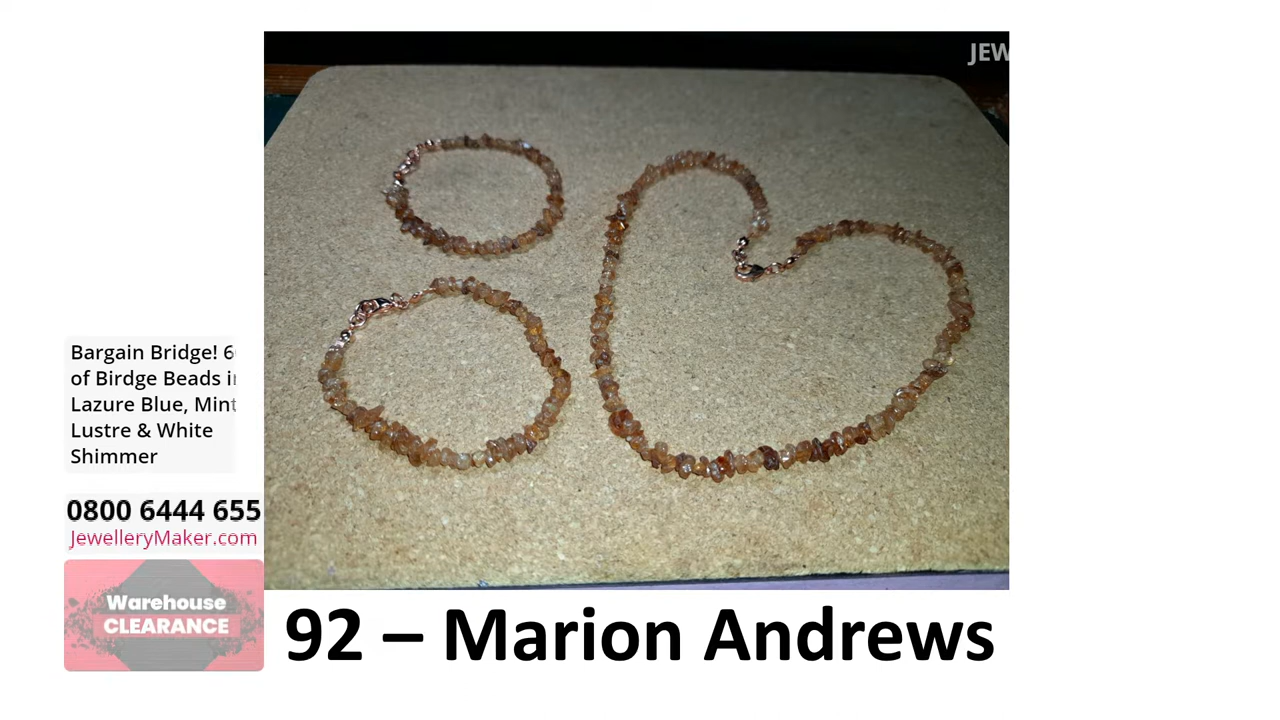 JEW
Bargain Bridge! 6
of Birdge Beads in
Lazure Blue, Mint
Lustre & White
Shimmer
0800 6444 655
JewelleryMaker.com
Warehouse
CLEARANCE
92 – Marion Andrews